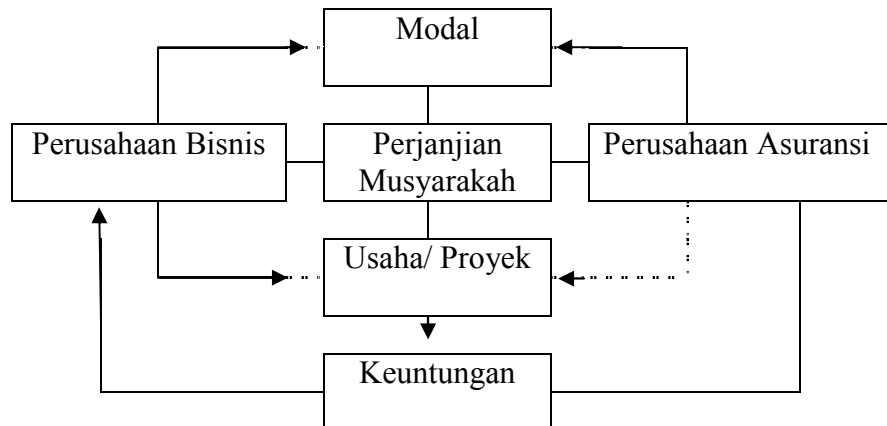 Modal
Perusahaan Bisnis
Perjanjian
Musyarakah
Perusahaan Asuransi
Usaha/ Proyek
Keuntungan